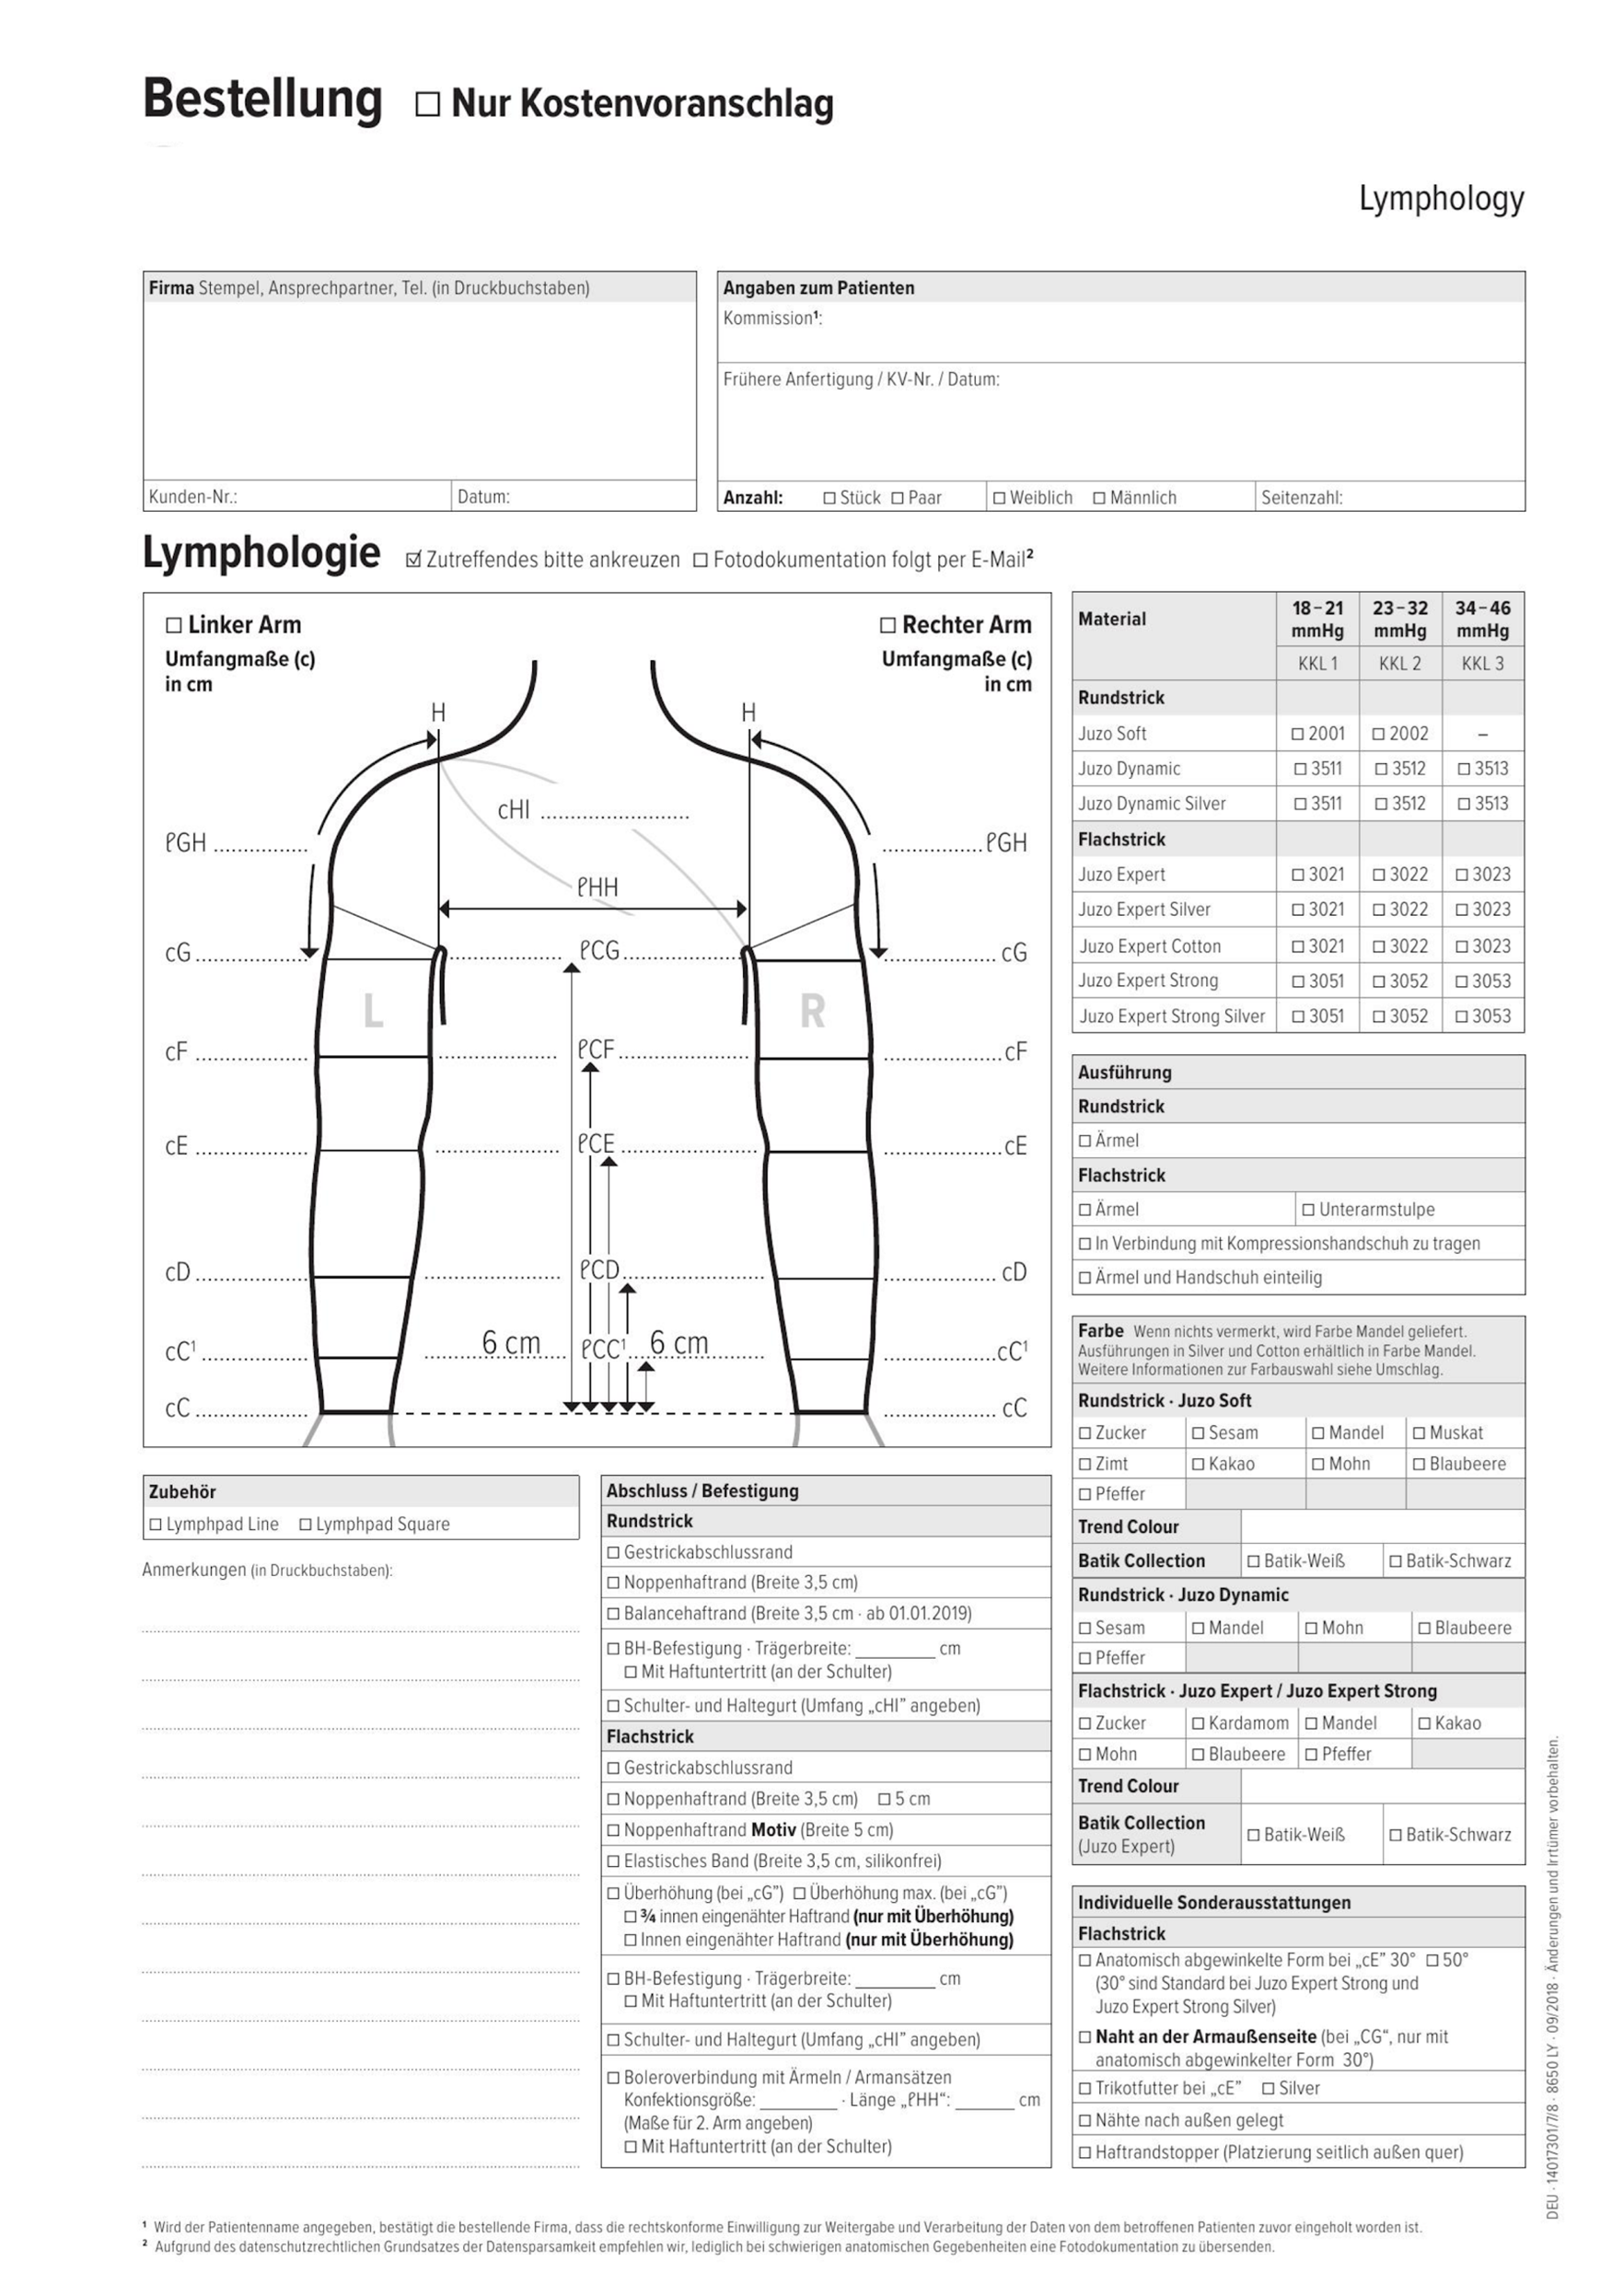 Bestellung ☐ Nur Kostenvoranschlag
Lymphology
Firma Stempel, Ansprechpartner, Tel. (in Druckbuchstaben)
Kunden-Nr.: Datum:
Angaben zum Patienten
Kommission¹:
Frühere Anfertigung / KV-Nr. / Datum:
Anzahl: ☐ Stück ☐ Paar ☐ Weiblich ☐ Männlich Seitenzahl:
Lymphologie ☑ Zutreffendes bitte ankreuzen ☐ Fotodokumentation folgt per E-Mail²
☐ Linker Arm ☐ Rechter Arm
Umfangmaße (c) Umfangmaße (c)
in cm in cm
H H
cHI ........................
ℓGH ............... .................ℓGH
ℓHH
cG................... ℓCG..................... ................... cG
L R
cF ................... ℓCF...................... ....................cF
cE ................... ℓCE ....................... ....................cE
cD................... ℓCD........................ ................... cD
cC¹ .................. 6 cm ℓCC¹ 6 cm ...................cC¹
cC................... ................... cC
Material 18–21 mmHg 23–32 mmHg 34–46 mmHg
KKL 1 KKL 2 KKL 3
Rundstrick
Juzo Soft ☐ 2001 ☐ 2002 –
Juzo Dynamic ☐ 3511 ☐ 3512 ☐ 3513
Juzo Dynamic Silver ☐ 3511 ☐ 3512 ☐ 3513
Flachstrick
Juzo Expert ☐ 3021 ☐ 3022 ☐ 3023
Juzo Expert Silver ☐ 3021 ☐ 3022 ☐ 3023
Juzo Expert Cotton ☐ 3021 ☐ 3022 ☐ 3023
Juzo Expert Strong ☐ 3051 ☐ 3052 ☐ 3053
Juzo Expert Strong Silver ☐ 3051 ☐ 3052 ☐ 3053
Ausführung
Rundstrick
☐ Ärmel
Flachstrick
☐ Ärmel ☐ Unterarmstulpe
☐ In Verbindung mit Kompressionshandschuh zu tragen
☐ Ärmel und Handschuh einteilig
Farbe Wenn nichts vermerkt, wird Farbe Mandel geliefert.
Ausführungen in Silver und Cotton erhältlich in Farbe Mandel.
Weitere Informationen zur Farbauswahl siehe Umschlag.
Rundstrick · Juzo Soft
☐ Zucker ☐ Sesam ☐ Mandel ☐ Muskat
☐ Zimt ☐ Kakao ☐ Mohn ☐ Blaubeere
☐ Pfeffer
Trend Colour
Batik Collection ☐ Batik-Weiß ☐ Batik-Schwarz
Rundstrick · Juzo Dynamic
☐ Sesam ☐ Mandel ☐ Mohn ☐ Blaubeere
☐ Pfeffer
Flachstrick · Juzo Expert / Juzo Expert Strong
☐ Zucker ☐ Kardamom ☐ Mandel ☐ Kakao
☐ Mohn ☐ Blaubeere ☐ Pfeffer
Trend Colour
Batik Collection
(Juzo Expert) ☐ Batik-Weiß ☐ Batik-Schwarz
Individuelle Sonderausstattungen
Flachstrick
☐ Anatomisch abgewinkelte Form bei „cE” 30° ☐ 50°
(30° sind Standard bei Juzo Expert Strong und
Juzo Expert Strong Silver)
☐ Naht an der Armaußenseite (bei „CG“, nur mit
anatomisch abgewinkelter Form 30°)
☐ Trikotfutter bei „cE” ☐ Silver
☐ Nähte nach außen gelegt
☐ Haftrandstopper (Platzierung seitlich außen quer)
Zubehör
☐ Lymphpad Line ☐ Lymphpad Square
Anmerkungen (in Druckbuchstaben):
Abschluss / Befestigung
Rundstrick
☐ Gestrickabschlussrand
☐ Noppenhaftrand (Breite 3,5 cm)
☐ Balancehaftrand (Breite 3,5 cm · ab 01.01.2019)
☐ BH-Befestigung · Trägerbreite: ________ cm
☐ Mit Haftuntertritt (an der Schulter)
☐ Schulter- und Haltegurt (Umfang „cHI” angeben)
Flachstrick
☐ Gestrickabschlussrand
☐ Noppenhaftrand (Breite 3,5 cm) ☐ 5 cm
☐ Noppenhaftrand Motiv (Breite 5 cm)
☐ Elastisches Band (Breite 3,5 cm, silikonfrei)
☐ Überhöhung (bei „cG”) ☐ Überhöhung max. (bei „cG”)
☐ ¾ innen eingenähter Haftrand (nur mit Überhöhung)
☐ Innen eingenähter Haftrand (nur mit Überhöhung)
☐ BH-Befestigung · Trägerbreite: ________ cm
☐ Mit Haftuntertritt (an der Schulter)
☐ Schulter- und Haltegurt (Umfang „cHI” angeben)
☐ Boleroverbindung mit Ärmeln / Armansätzen
Konfektionsgröße: ________ · Länge „ℓHH“: ______ cm
(Maße für 2. Arm angeben)
☐ Mit Haftuntertritt (an der Schulter)
¹ Wird der Patientenname angegeben, bestätigt die bestellende Firma, dass die rechtskonforme Einwilligung zur Weitergabe und Verarbeitung der Daten von dem betroffenen Patienten zuvor eingeholt worden ist.
² Aufgrund des datenschutzrechtlichen Grundsatzes der Datensparsamkeit empfehlen wir, lediglich bei schwierigen anatomischen Gegebenheiten eine Fotodokumentation zu übersenden.
DEU · 14017301/7/8 · 8650 LY · 09/2018 · Änderungen und Irrtümer vorbehalten.